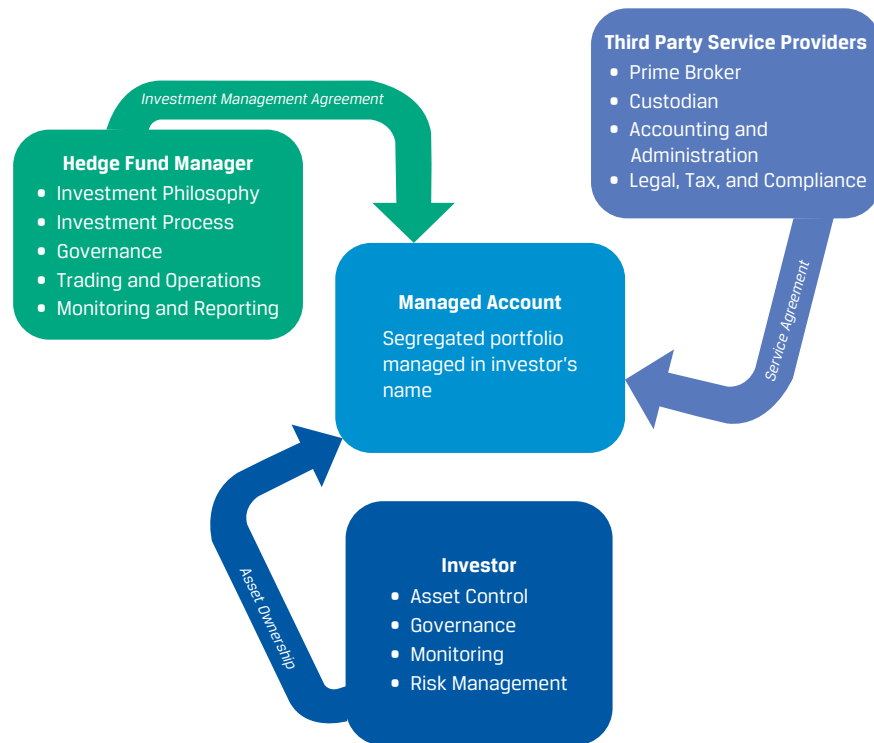 Third Party Service Providers
• Prime Broker
• Custodian
• Accounting and
Administration
• Legal, Tax, and Compliance
Investment Management Agreement
Hedge Fund Manager
• Investment Philosophy
• Investment Process
• Governance
• Trading and Operations
• Monitoring and Reporting
Service Agreement
Managed Account
Segregated portfolio
managed in investor's
name
Asset Ownership
Investor
• Asset Control
• Governance
• Monitoring
• Risk Management